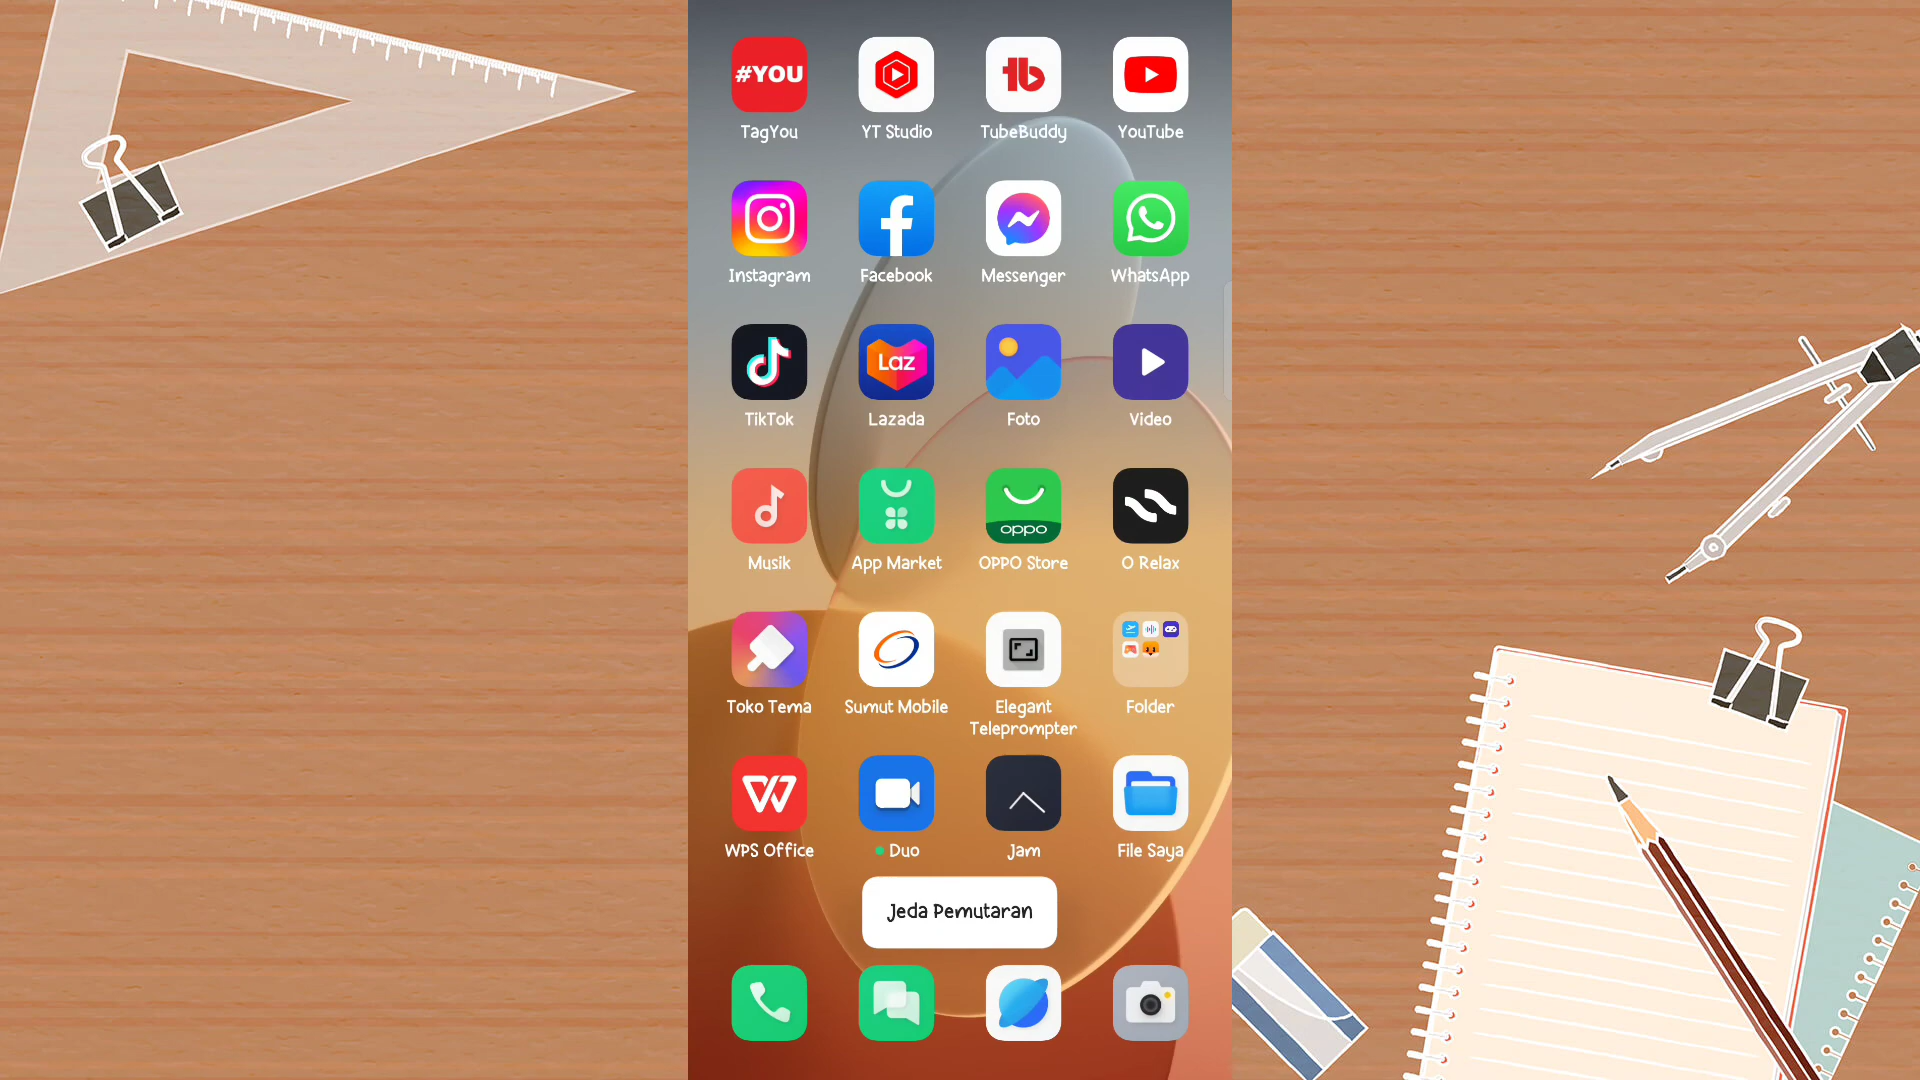 #YOU
TagYou
YT Studio
TubeBuddy
YouTube
Instagram
Facebook
Messenger
WhatsApp
TikTok
Laz
Lazada
Foto
Video
Musik
App Market
oppo
OPPO Store
O Relax
Toko Tema
Sumut Mobile
Elegant
Teleprompter
Folder
WPS Office
Duo
Jam
File Saya
Jeda Pemutaran